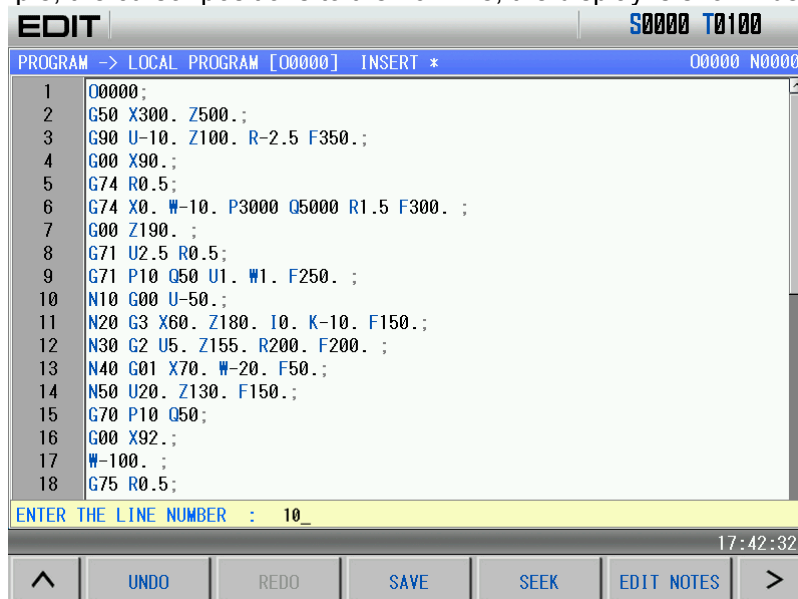 EDIT S0000 T0100
PROGRAM -> LOCAL PROGRAM [O0000] INSERT * O0000 N0000
1 O0000;
2 G50 X300. Z500.;
3 G90 U-10. Z100. R-2.5 F350.;
4 G00 X90.;
5 G74 R0.5;
6 G74 X0. W-10. P3000 Q5000 R1.5 F300. ;
7 G00 Z190. ;
8 G71 U2.5 R0.5;
9 G71 P10 Q50 U1. W1. F250. ;
10 N10 G00 U-50.;
11 N20 G3 X60. Z180. I0. K-10. F150.;
12 N30 G2 U5. Z155. R200. F200. ;
13 N40 G01 X70. W-20. F50.;
14 N50 U20. Z130. F150.;
15 G70 P10 Q50;
16 G00 X92.;
17 W-100. ;
18 G75 R0.5;
ENTER THE LINE NUMBER : 10_
17:42:32
^ UNDO REDO SAVE SEEK EDIT NOTES >